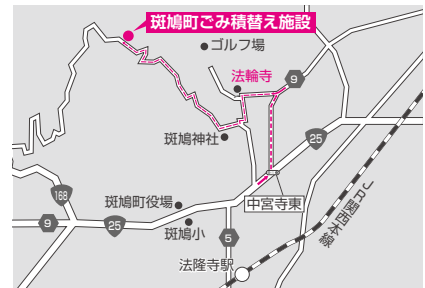 斑鳩町ごみ積替え施設
ゴルフ場
法輪寺
9
斑鳩神社
25
168
斑鳩町役場
中宮寺東
9
25
斑鳩小
5
法隆寺駅
JR関西本線